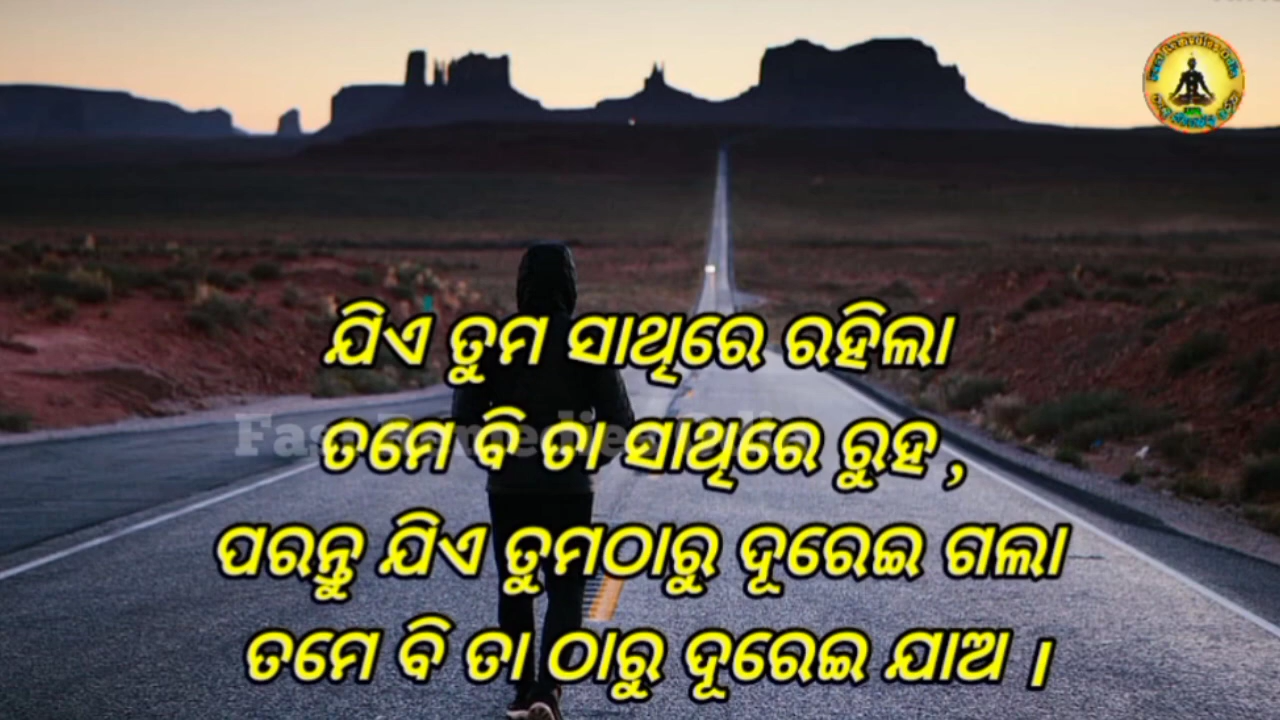 ଯିଏ ତୁମ ସାଥିରେ ରହିଲା
ତମେ ବି ତା ସାଥିରେ ରୁହ ,
ପରନ୍ତୁ ଯିଏ ତୁମଠାରୁ ଦୂରେଇ ଗଲା
ତମେ ବି ତା ଠାରୁ ଦୂରେଇ ଯାଅ ।